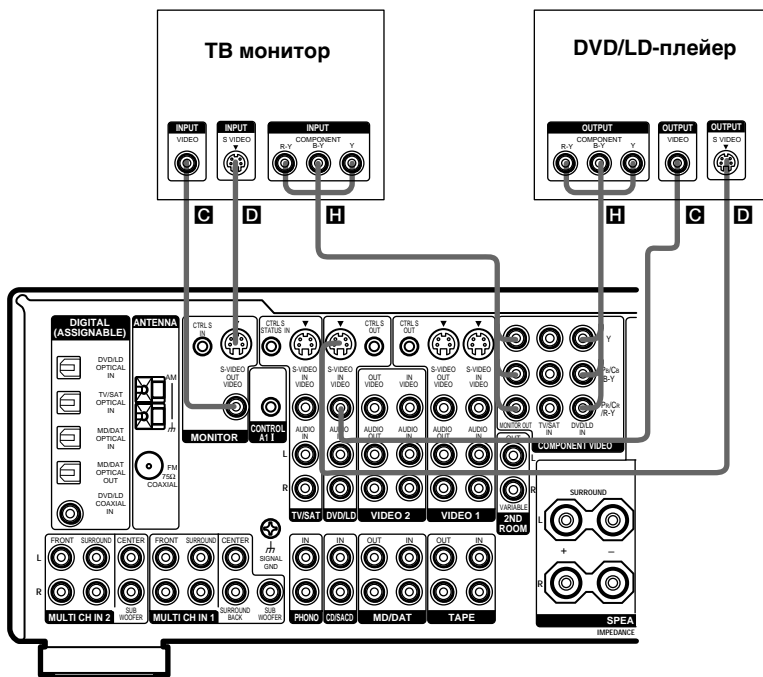 ТВ монитор
DVD/LD-плейер
INPUT
VIDEO
INPUT
S VIDEO
INPUT
COMPONENT
R-Y B-Y Y
OUTPUT
COMPONENT
R-Y B-Y Y
OUTPUT
VIDEO
OUTPUT
S VIDEO
C
D
H
H
C
D
DIGITAL
(ASSIGNABLE)
DVD/LD
OPTICAL
IN
TV/SAT
OPTICAL
IN
MD/DAT
OPTICAL
IN
MD/DAT
OPTICAL
OUT
DVD/LD
COAXIAL
IN
ANTENNA
AM
FM
75Ω
COAXIAL
CTRL S
IN
S-VIDEO
OUT
VIDEO
MONITOR
CTRL S
STATUS IN
CONTROL
A1 II
S-VIDEO
IN
VIDEO
AUDIO
IN
L
R
TV/SAT
S-VIDEO
IN
VIDEO
AUDIO
DVD/LD
CTRL S
OUT
OUT
VIDEO
IN
VIDEO
AUDIO
OUT
AUDIO
IN
VIDEO 2
CTRL S
OUT
S-VIDEO
OUT
VIDEO
S-VIDEO
IN
VIDEO
AUDIO
OUT
AUDIO
IN
VIDEO 1
Y
PB/CB
B-Y
PR/CR
/R-Y
MONITOR OUT
TV/SAT
IN
DVD/LD
IN
COMPONENT VIDEO
OUT
L
R
VARIABLE
2ND
ROOM
SURROUND
L
+ –
R
SPEA
IMPEDANCE
SIGNAL
GND
FRONT SURROUND CENTER
L
R
SUB
WOOFER
MULTI CH IN 2
FRONT SURROUND CENTER
MULTI CH IN 1
SURROUND
BACK
SUB
WOOFER
IN
PHONO
IN
CD/SACD
OUT IN
MD/DAT
OUT IN
TAPE